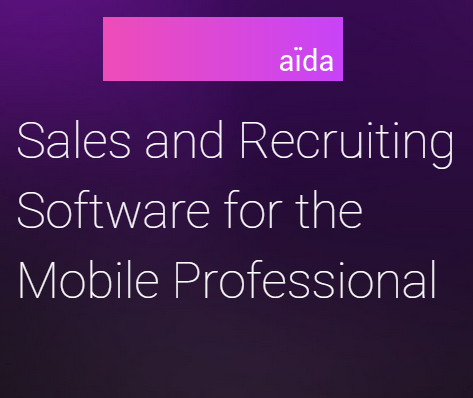 aïda
Sales and Recruiting
Software for the
Mobile Professional